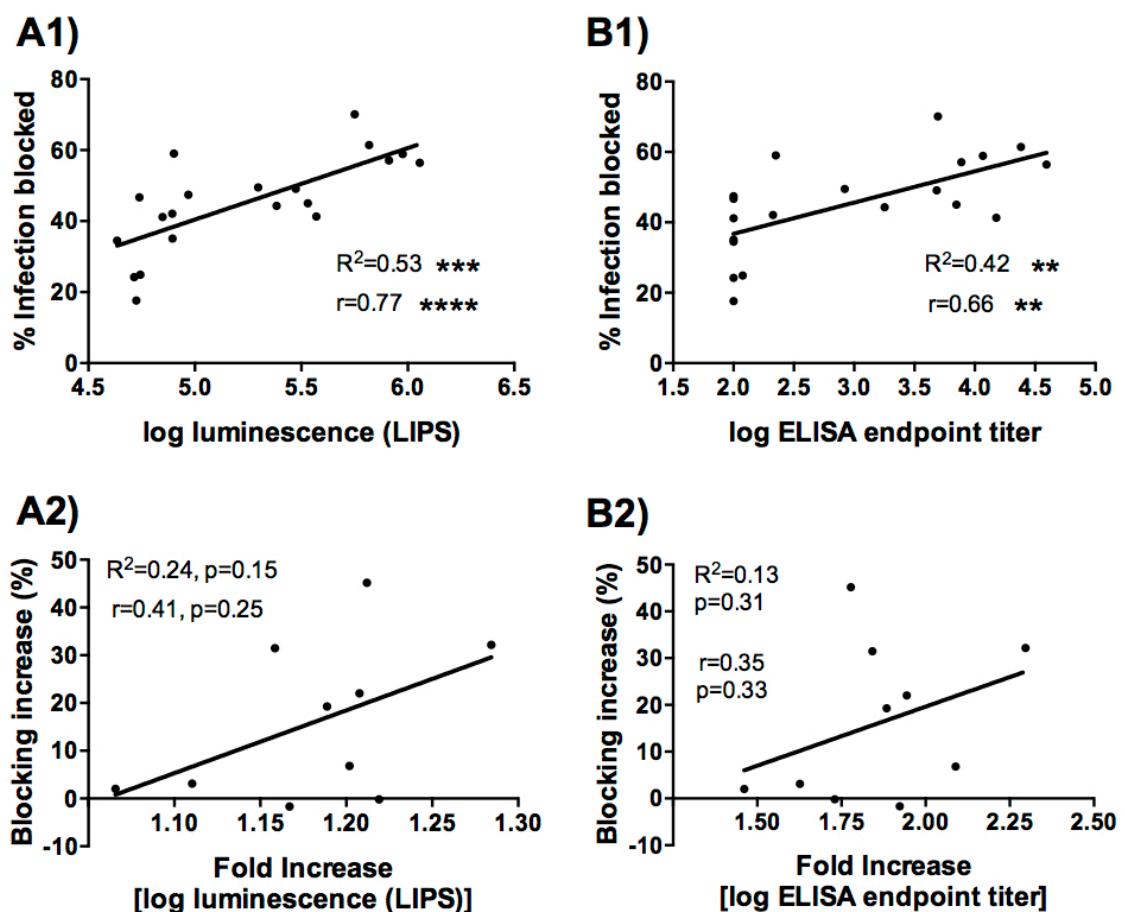 A1)
% Infection blocked
80
60
40
20
0
R²=0.53 ***
r=0.77 ****
4.5 5.0 5.5 6.0 6.5
log luminescence (LIPS)
B1)
% Infection blocked
80
60
40
20
0
R²=0.42 **
r=0.66 **
1.5 2.0 2.5 3.0 3.5 4.0 4.5 5.0
log ELISA endpoint titer
A2)
Blocking increase (%)
50
40
30
20
10
0
-10
R²=0.24, p=0.15
r=0.41, p=0.25
1.10 1.15 1.20 1.25 1.30
Fold Increase
[log luminescence (LIPS)]
B2)
Blocking increase (%)
50
40
30
20
10
0
-10
R²=0.13
p=0.31
r=0.35
p=0.33
1.50 1.75 2.00 2.25 2.50
Fold Increase
[log ELISA endpoint titer]